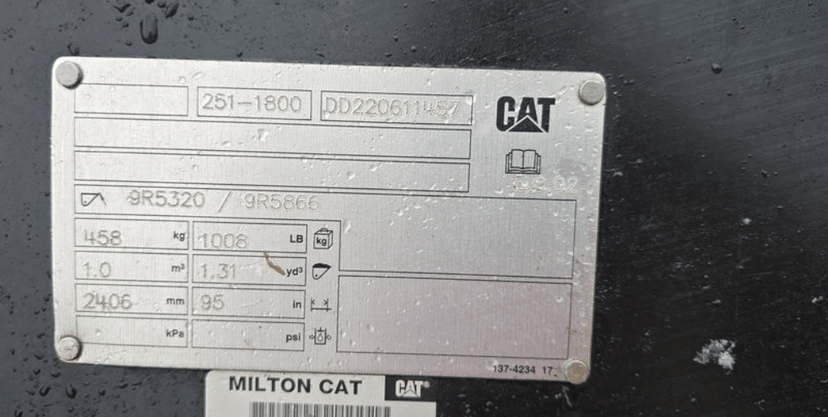 251-1800 DD220611457 CAT
9R5320 / 9R5866
458 kg 1008 LB kg
1.0 m³ 1.31 yd³
2406 mm 95 in
kPa psi
137-4234 17
MILTON CAT CAT®